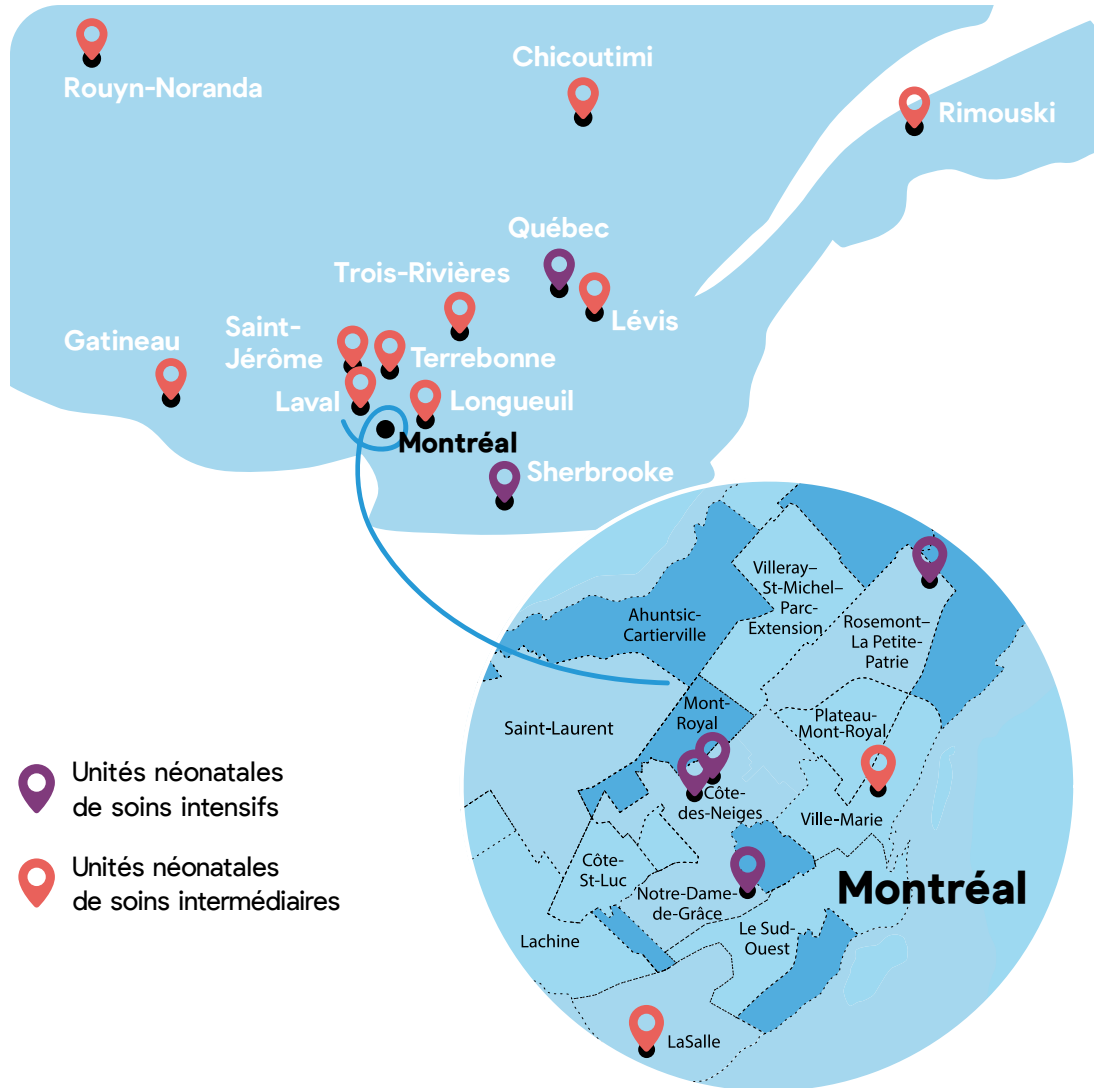 Rouyn-Noranda
Chicoutimi
Rimouski
Québec
Trois-Rivières
Lévis
Saint-
Jérôme
Gatineau
Terrebonne
Laval
Longueuil
Montréal
Sherbrooke
Villeray–
St-Michel–
Parc-
Extension
Ahuntsic-
Cartierville
Rosemont–
La Petite-
Patrie
Mont-
Royal
Saint-Laurent
Plateau-
Mont-Royal
Côte-
des-Neiges
Ville-Marie
Côte-
St-Luc
Notre-Dame-
de-Grâce
Montréal
Le Sud-
Ouest
Lachine
LaSalle
Unités néonatales
de soins intensifs
Unités néonatales
de soins intermédiaires